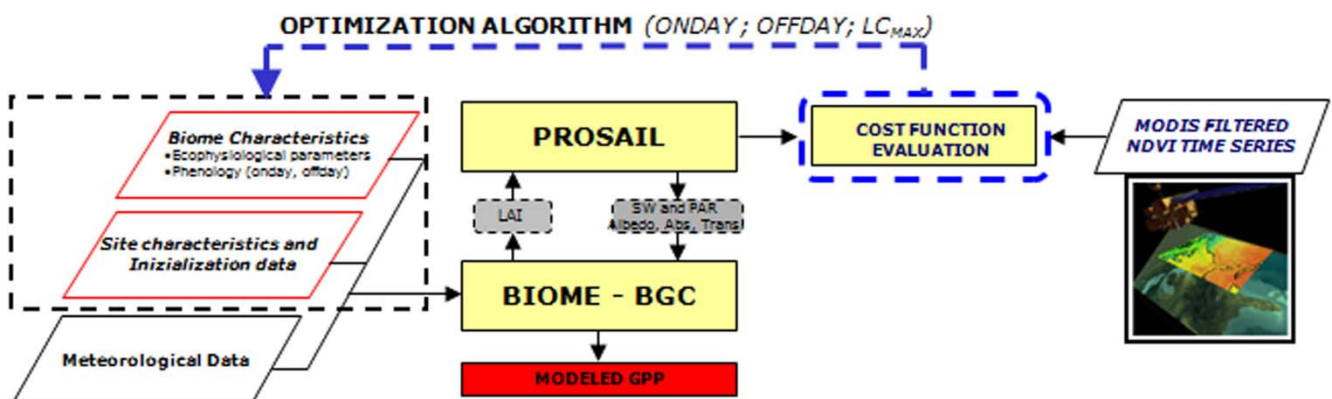 OPTIMIZATION ALGORITHM (ONDAY; OFFDAY; LCMAX)
Biome Characteristics
•Ecophysiological parameters
•Phenology (onday, offday)
Site characteristics and
Inizialization data
Meteorological Data
PROSAIL
LAI
SW and PAR
Albedo, Abs, Trans
BIOME - BGC
MODELED GPP
COST FUNCTION
EVALUATION
MODIS FILTERED
NDVI TIME SERIES